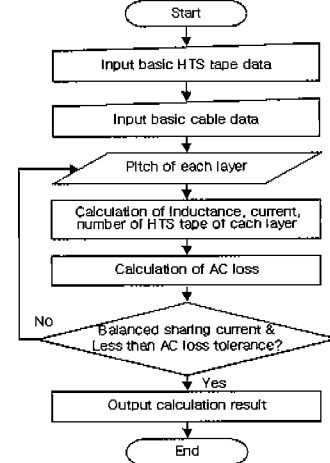 Start
Input basic HTS tape data
Input basic cable data
Pitch of each layer
Calculation of Inductance, current,
number of HTS tape of each layer
Calculation of AC loss
No
Balanced sharing current &
Less than AC loss tolerance?
Yes
Output calculation result
End